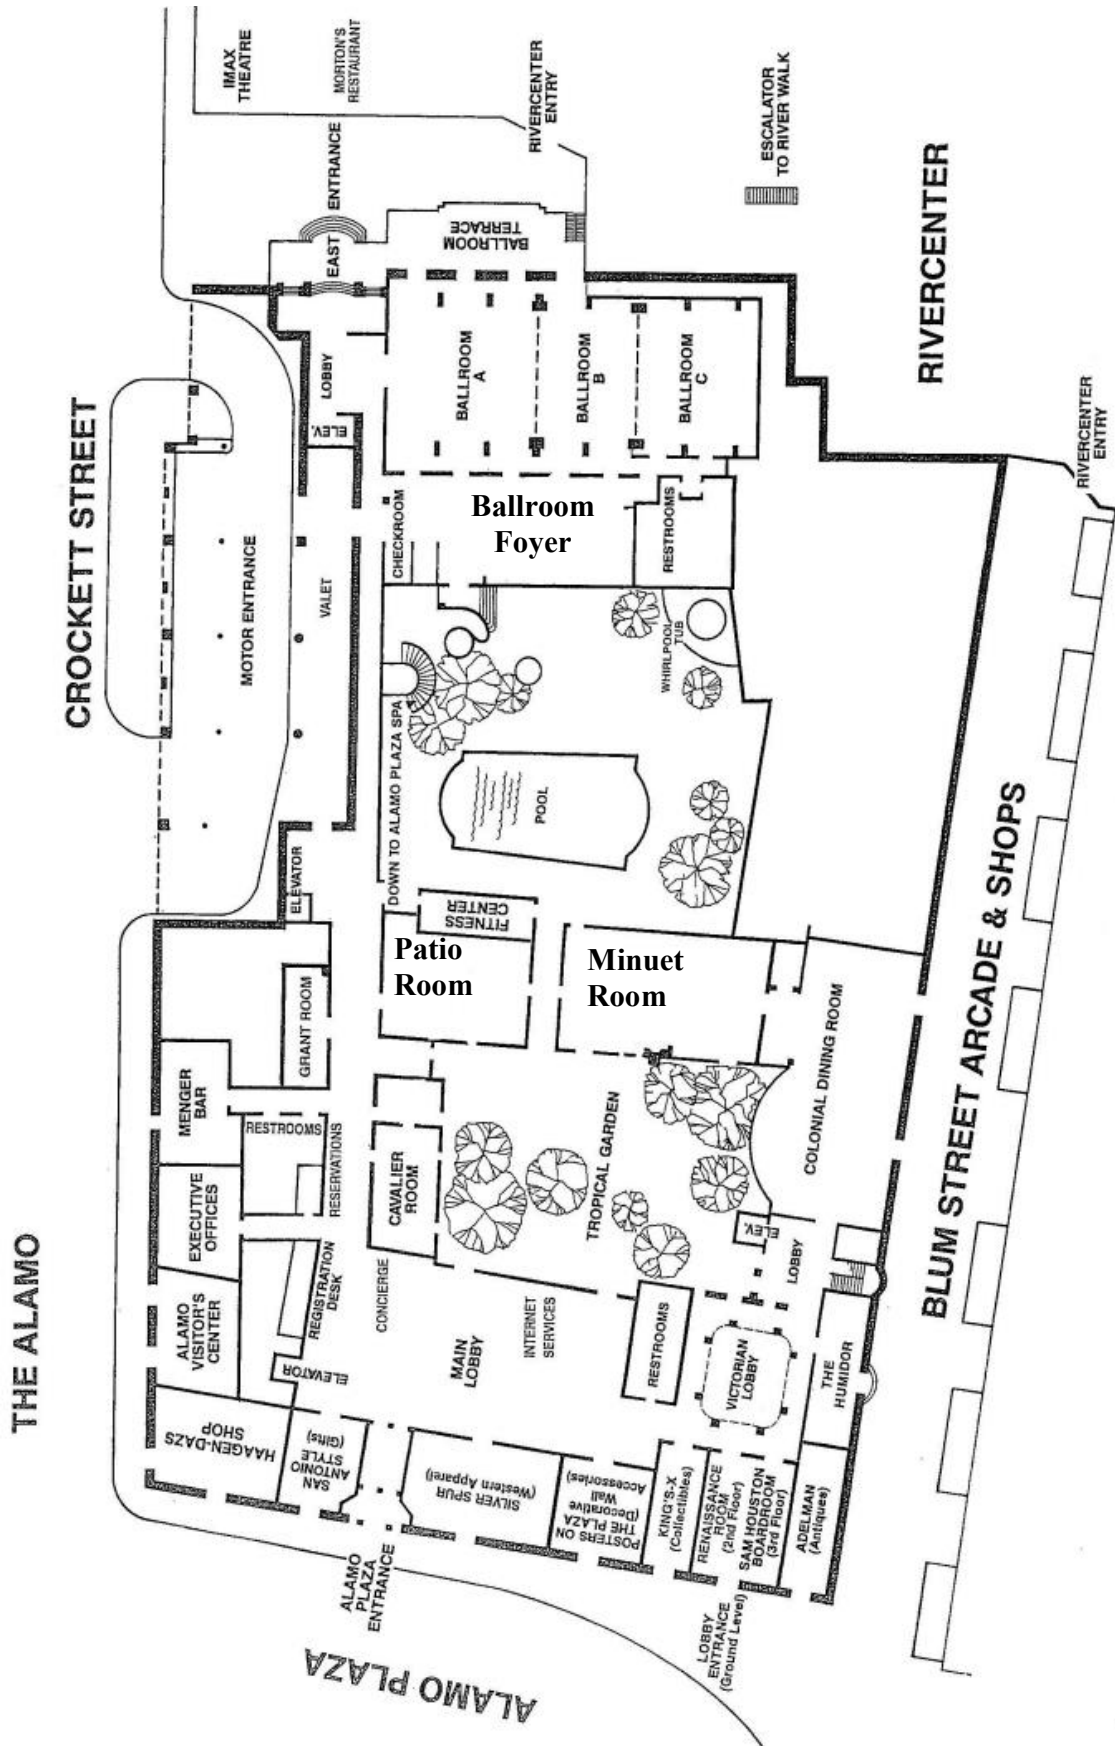 THE ALAMO
CROCKETT STREET
IMAX
THEATRE
MORTON'S
RESTAURANT
RIVERCENTER
ENTRY
ESCALATOR
TO RIVER WALK
RIVERCENTER
RIVERCENTER
ENTRY
EAST ENTRANCE
BALLROOM
TERRACE
LOBBY
ELEV.
BALLROOM
A
BALLROOM
B
BALLROOM
C
Ballroom
Foyer
CHECKROOM
RESTROOMS
MOTOR ENTRANCE
VALET
WHIRLPOOL
TUB
DOWN TO ALAMO PLAZA SPA
POOL
ELEVATOR
FITNESS
CENTER
Patio
Room
Minuet
Room
GRANT ROOM
MENGER
BAR
RESTROOMS
RESERVATIONS
EXECUTIVE
OFFICES
CAVALIER
ROOM
TROPICAL GARDEN
COLONIAL DINING ROOM
BLUM STREET ARCADE & SHOPS
ALAMO
VISITOR'S
CENTER
REGISTRATION
DESK
CONCIERGE
ELEVATOR
MAIN
LOBBY
INTERNET
SERVICES
RESTROOMS
ELEV.
LOBBY
VICTORIAN
LOBBY
THE
HUMIDOR
HAAGEN-DAZS
SHOP
SAN
ANTONIO
STYLE
(Gifts)
SILVER SPUR
(Western Apparel)
POSTERS ON
THE PLAZA
(Decorative
Wall
Accessories)
KING'S-X
(Collectibles)
RENAISSANCE
ROOM
(2nd Floor)
SAM HOUSTON
BOARDROOM
(3rd Floor)
ADELMAN
(Antiques)
ALAMO
PLAZA
ENTRANCE
LOBBY
ENTRANCE
(Ground Level)
ALAMO PLAZA